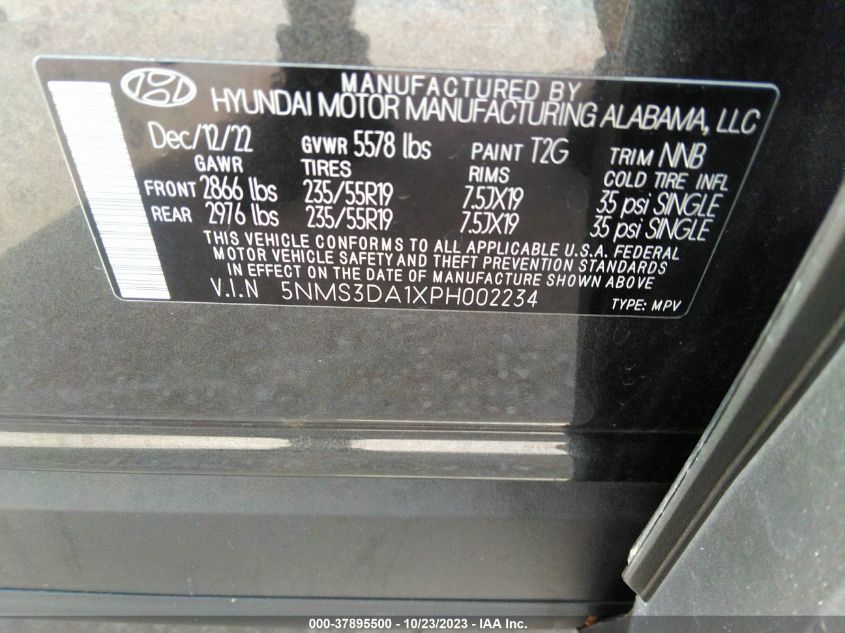 MANUFACTURED BY
HYUNDAI MOTOR MANUFACTURING ALABAMA, LLC
Dec/12/22 GVWR 5578 lbs PAINT T2G TRIM NNB
GAWR TIRES RIMS COLD TIRE INFL
FRONT 2866 lbs 235/55R19 7.5JX19 35 psi SINGLE
REAR 2976 lbs 235/55R19 7.5JX19 35 psi SINGLE
THIS VEHICLE CONFORMS TO ALL APPLICABLE U.S.A. FEDERAL
MOTOR VEHICLE SAFETY AND THEFT PREVENTION STANDARDS
IN EFFECT ON THE DATE OF MANUFACTURE SHOWN ABOVE
V.I.N 5NMS3DA1XPH002234 TYPE: MPV
000-37895500 - 10/23/2023 - IAA Inc.